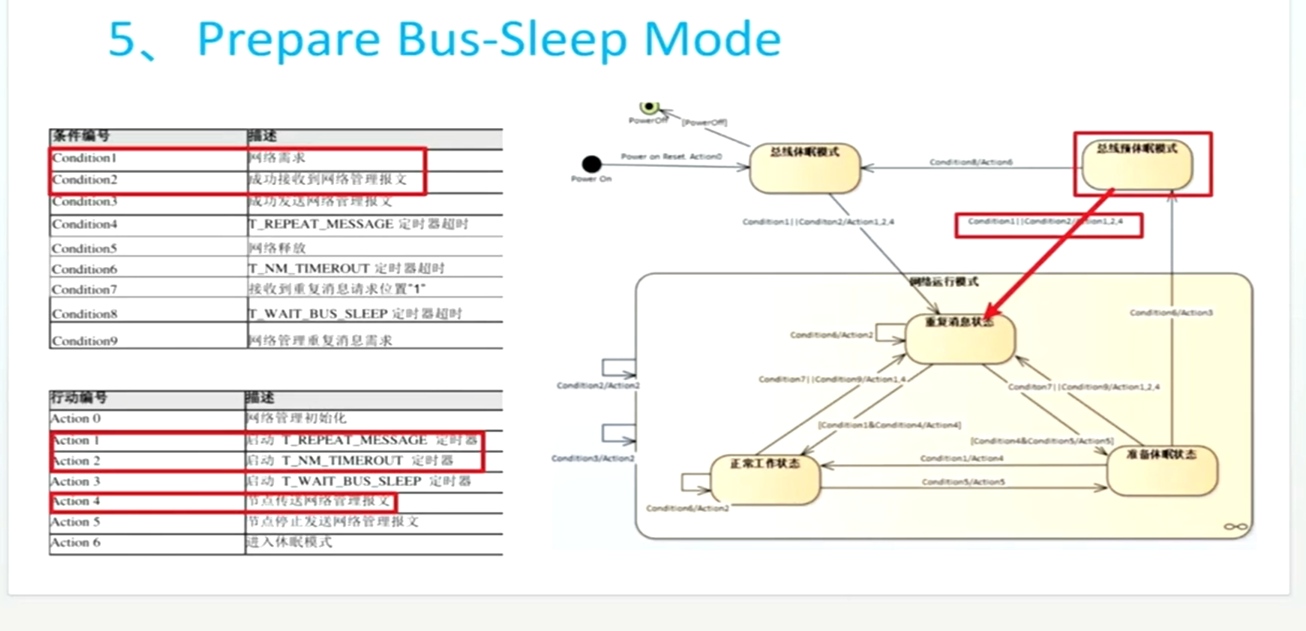 5、 Prepare Bus-Sleep Mode
条件编号 描述
Condition1 网络需求
Condition2 成功接收到网络管理报文
Condition3 成功发送网络管理报文
Condition4 T_REPEAT_MESSAGE 定时器超时
Condition5 网络释放
Condition6 T_NM_TIMEROUT 定时器超时
Condition7 接收到重复消息请求位置“1”
Condition8 T_WAIT_BUS_SLEEP 定时器超时
Condition9 网络管理重复消息需求
行动编号 描述
Action 0 网络管理初始化
Action 1 启动 T_REPEAT_MESSAGE 定时器
Action 2 启动 T_NM_TIMEROUT 定时器
Action 3 启动 T_WAIT_BUS_SLEEP 定时器
Action 4 节点传送网络管理报文
Action 5 节点停止发送网络管理报文
Action 6 进入休眠模式
PowerOff
[PowerOff]
Power On
Power on Reset, Action0
总线休眠模式
Condition8/Action6
总线预休眠模式
Condition1||Conditon2/Action1,2,4
Condition1||Condition2/Action1,2,4
网络运行模式
Condition6/Action3
重复消息状态
Condition6/Action2
Condition2/Action2
Condition7||Condition9/Action1,4
Conditon7||Condition9/Action1,2,4
[Condition1&Condition4/Action4]
[Condition4&Condition5/Action5]
Condition3/Action2
正常工作状态
Condition1/Action4
准备休眠状态
Condition5/Action5
Condition6/Action2